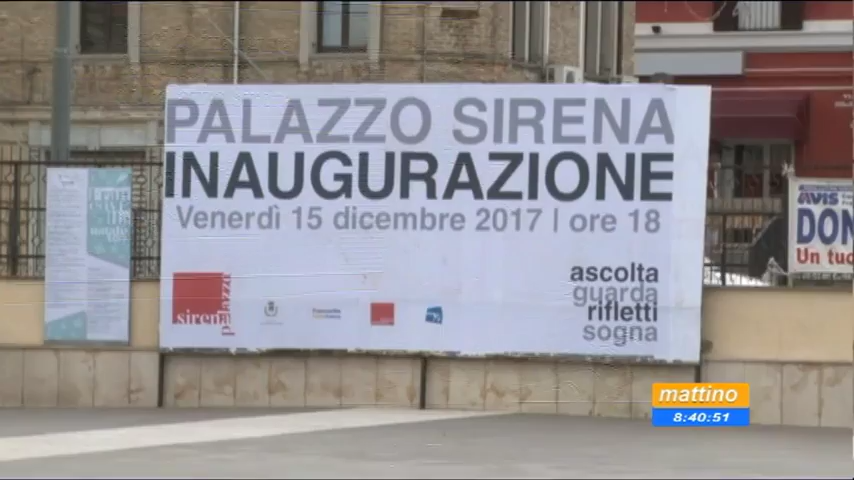 PALAZZO SIRENA
INAUGURAZIONE
Venerdì 15 dicembre 2017 | ore 18
ascolta
guarda
rifletti
sogna
sirena
palazzo
AVIS
DON
Un tuo
mattino
8:40:51